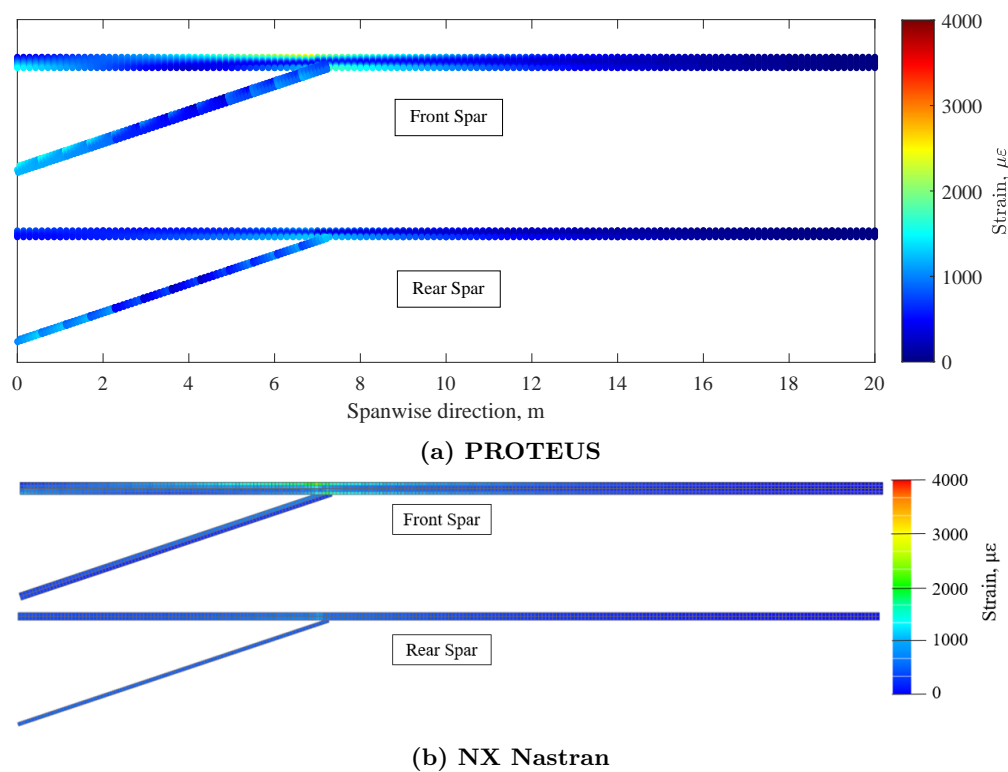 4000
3000
2000
1000
0
Strain, με
Front Spar
Rear Spar
0 2 4 6 8 10 12 14 16 18 20
Spanwise direction, m
(a) PROTEUS
4000
3000
2000
1000
0
Strain, με
Front Spar
Rear Spar
(b) NX Nastran